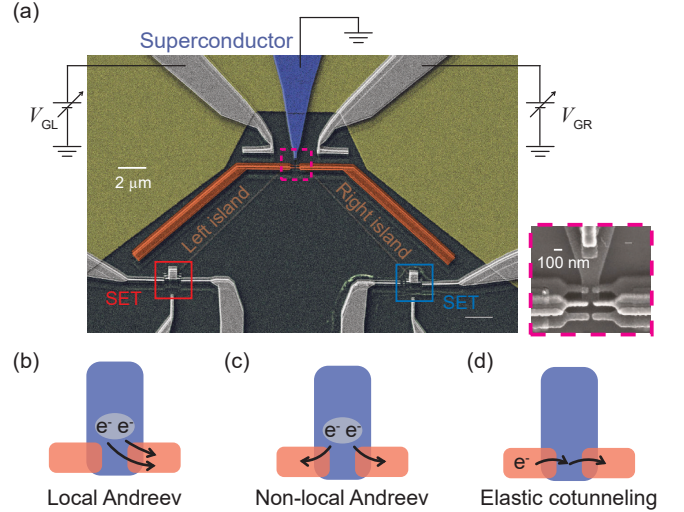 (a)
Superconductor
V_GL
V_GR
2 μm
Left island
Right island
SET
SET
100 nm
(b)
(c)
(d)
e⁻ e⁻
e⁻ e⁻
e⁻
Local Andreev
Non-local Andreev
Elastic cotunneling